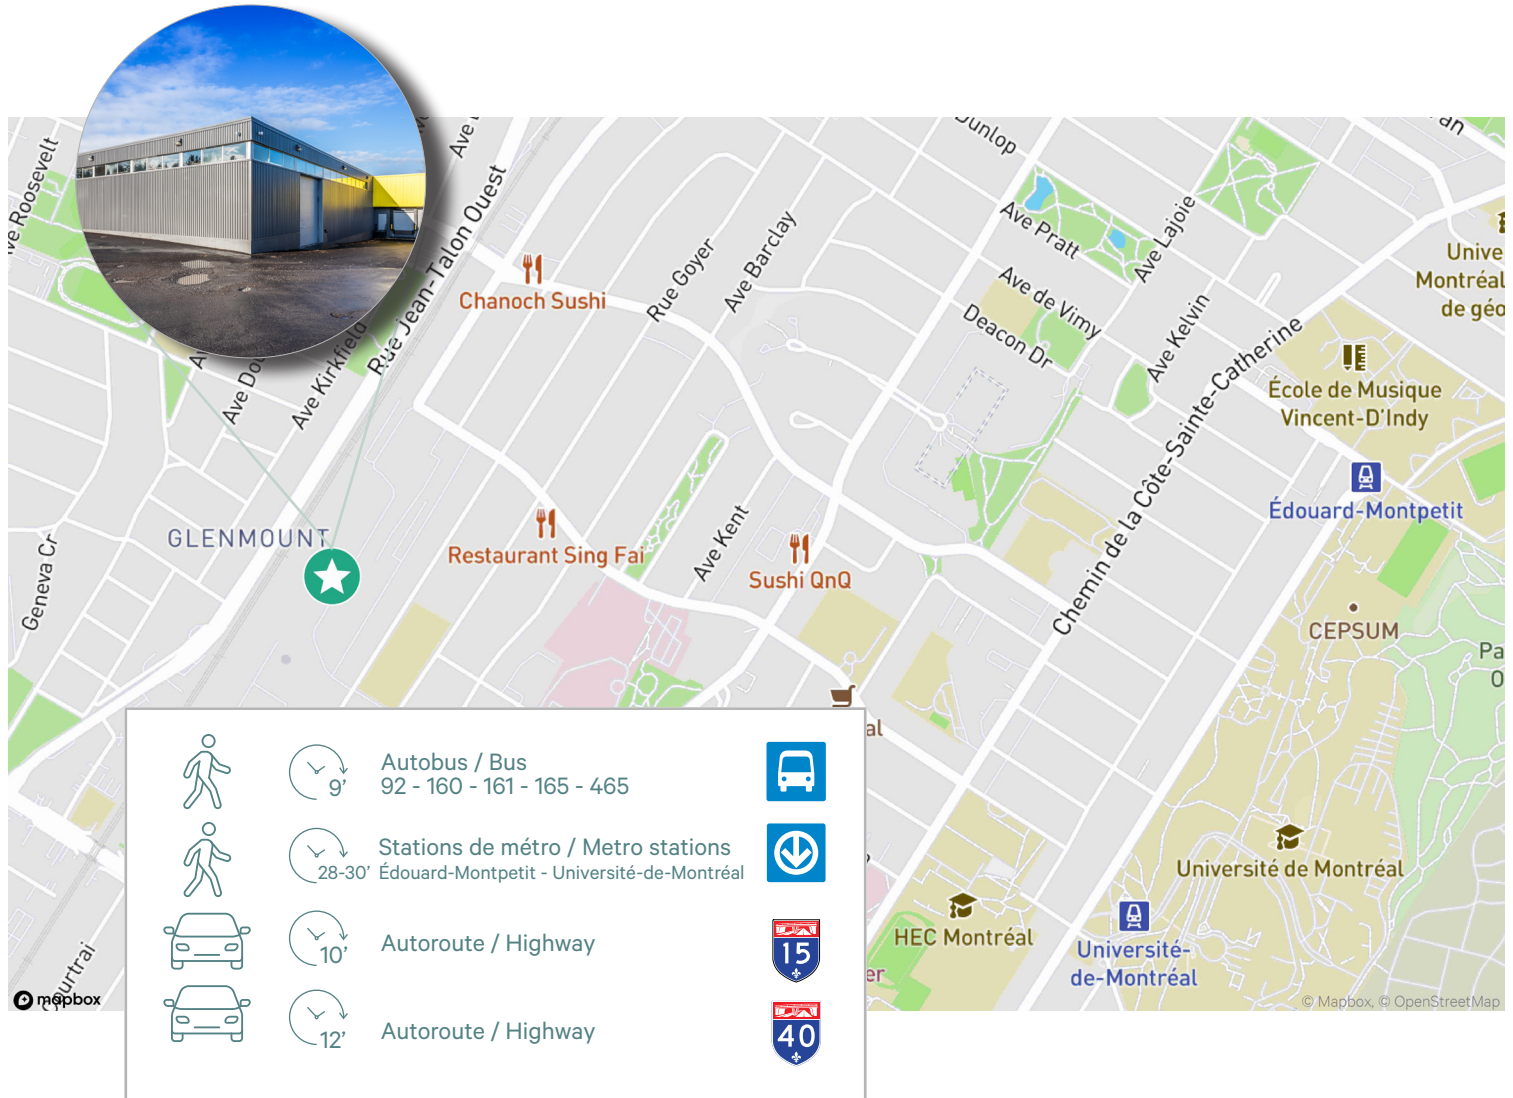 Dunlop
Ave Roosevelt
Rue Jean-Talon Ouest
Ave Pratt
Ave Lajoie
Ave Barclay
Rue Goyer
Chanoch Sushi
Ave de Vimy
Deacon Dr
Ave Kelvin
Montréal
de géo
Ave Kirkfield
Chemin de la Côte-Sainte-Catherine
École de Musique
Vincent-D'Indy
Édouard-Montpetit
GLENMOUNT
Geneva Cr
Restaurant Sing Fai
Ave Kent
Sushi QnQ
CEPSUM
Université de Montréal
HEC Montréal
Université-
de-Montréal
Courtrai
mapbox
© Mapbox, © OpenStreetMap
9'
Autobus / Bus
92 - 160 - 161 - 165 - 465
28-30'
Stations de métro / Metro stations
Édouard-Montpetit - Université-de-Montréal
10'
Autoroute / Highway
15
12'
Autoroute / Highway
40